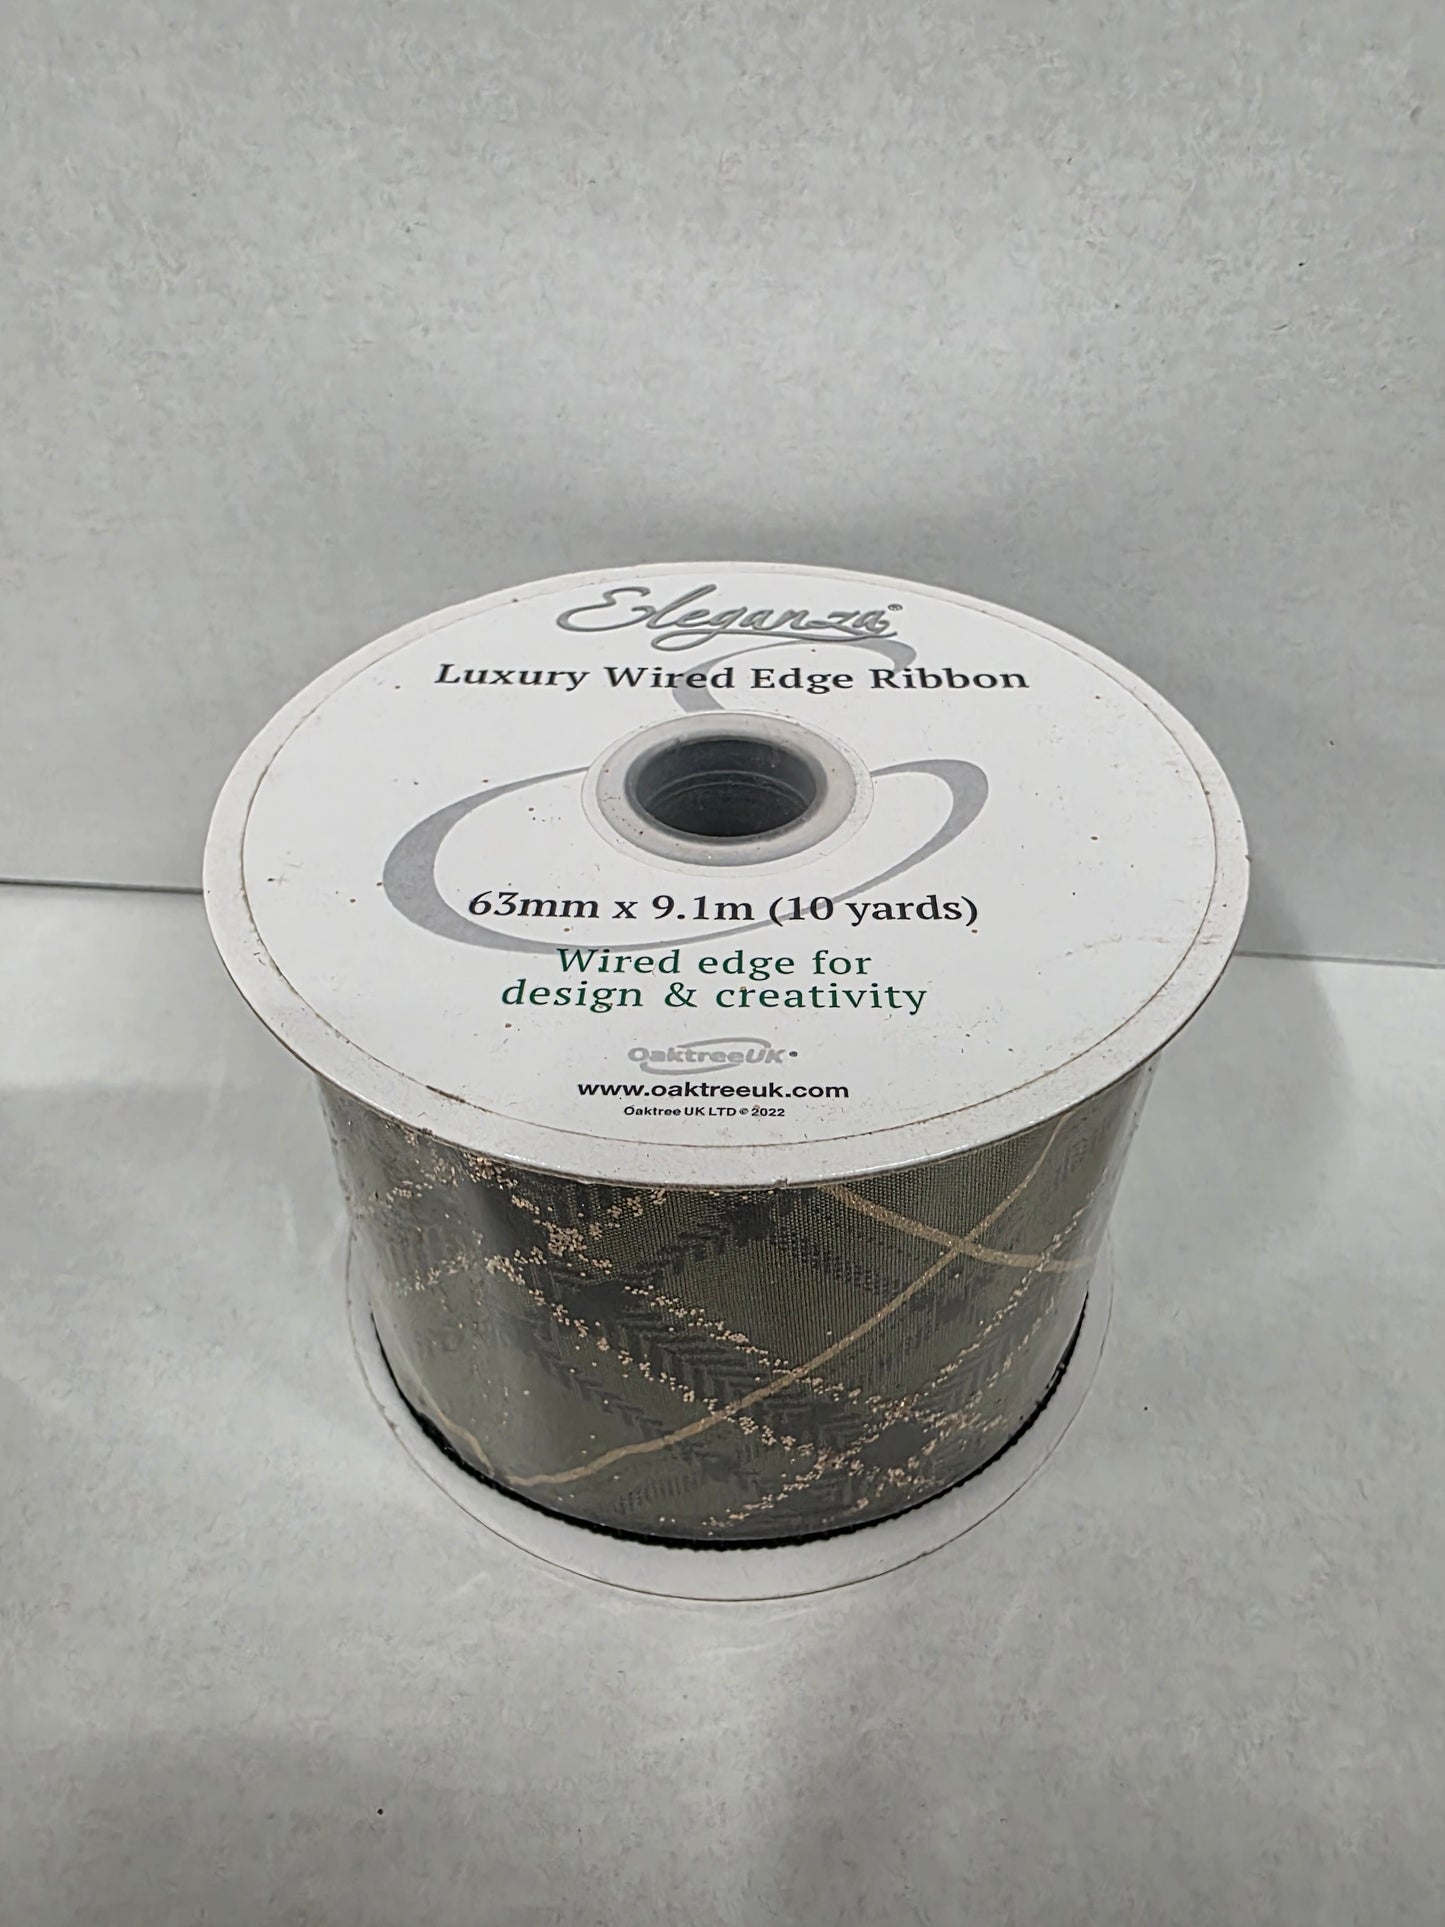 Eleganza®
Luxury Wired Edge Ribbon
63mm x 9.1m (10 yards)
Wired edge for
design & creativity
OaktreeUK®
www.oaktreeuk.com
Oaktree UK LTD © 2022